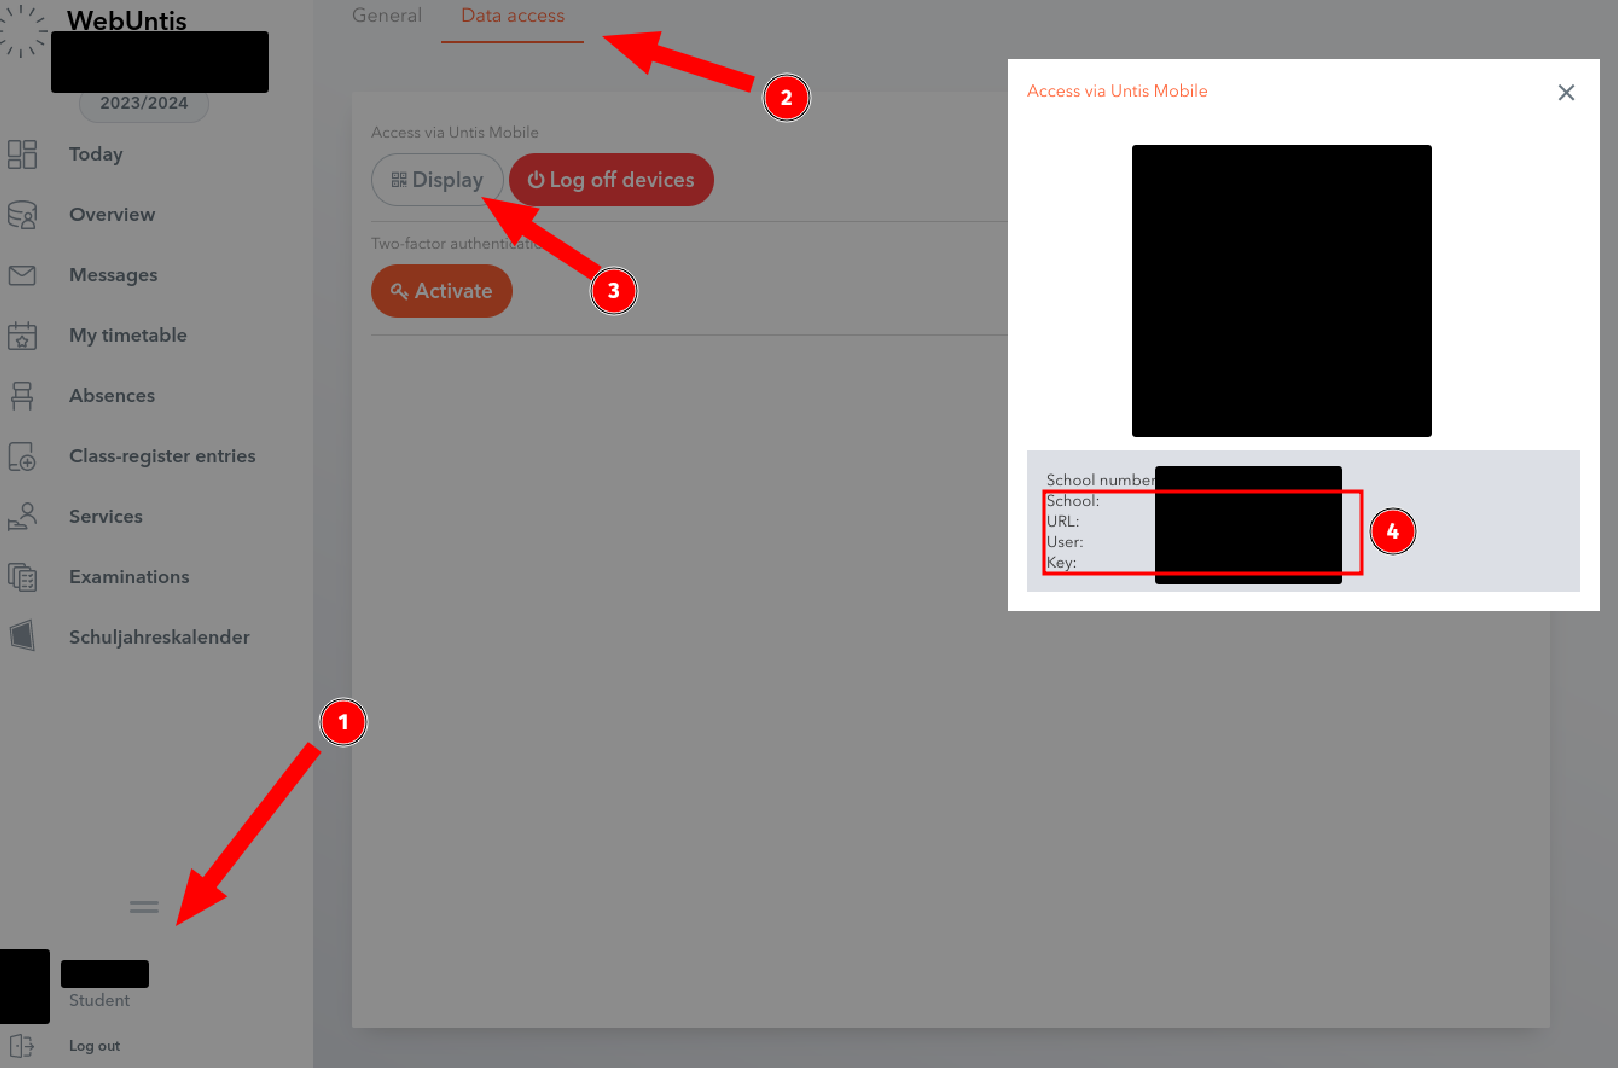 WebUntis
2023/2024
Today
Overview
Messages
My timetable
Absences
Class-register entries
Services
Examinations
Schuljahreskalender
1
Student
Log out
General
Data access
2
Access via Untis Mobile
Display
Log off devices
Two-factor authenticatio
3
Activate
Access via Untis Mobile
School number
School:
URL:
User:
Key:
4